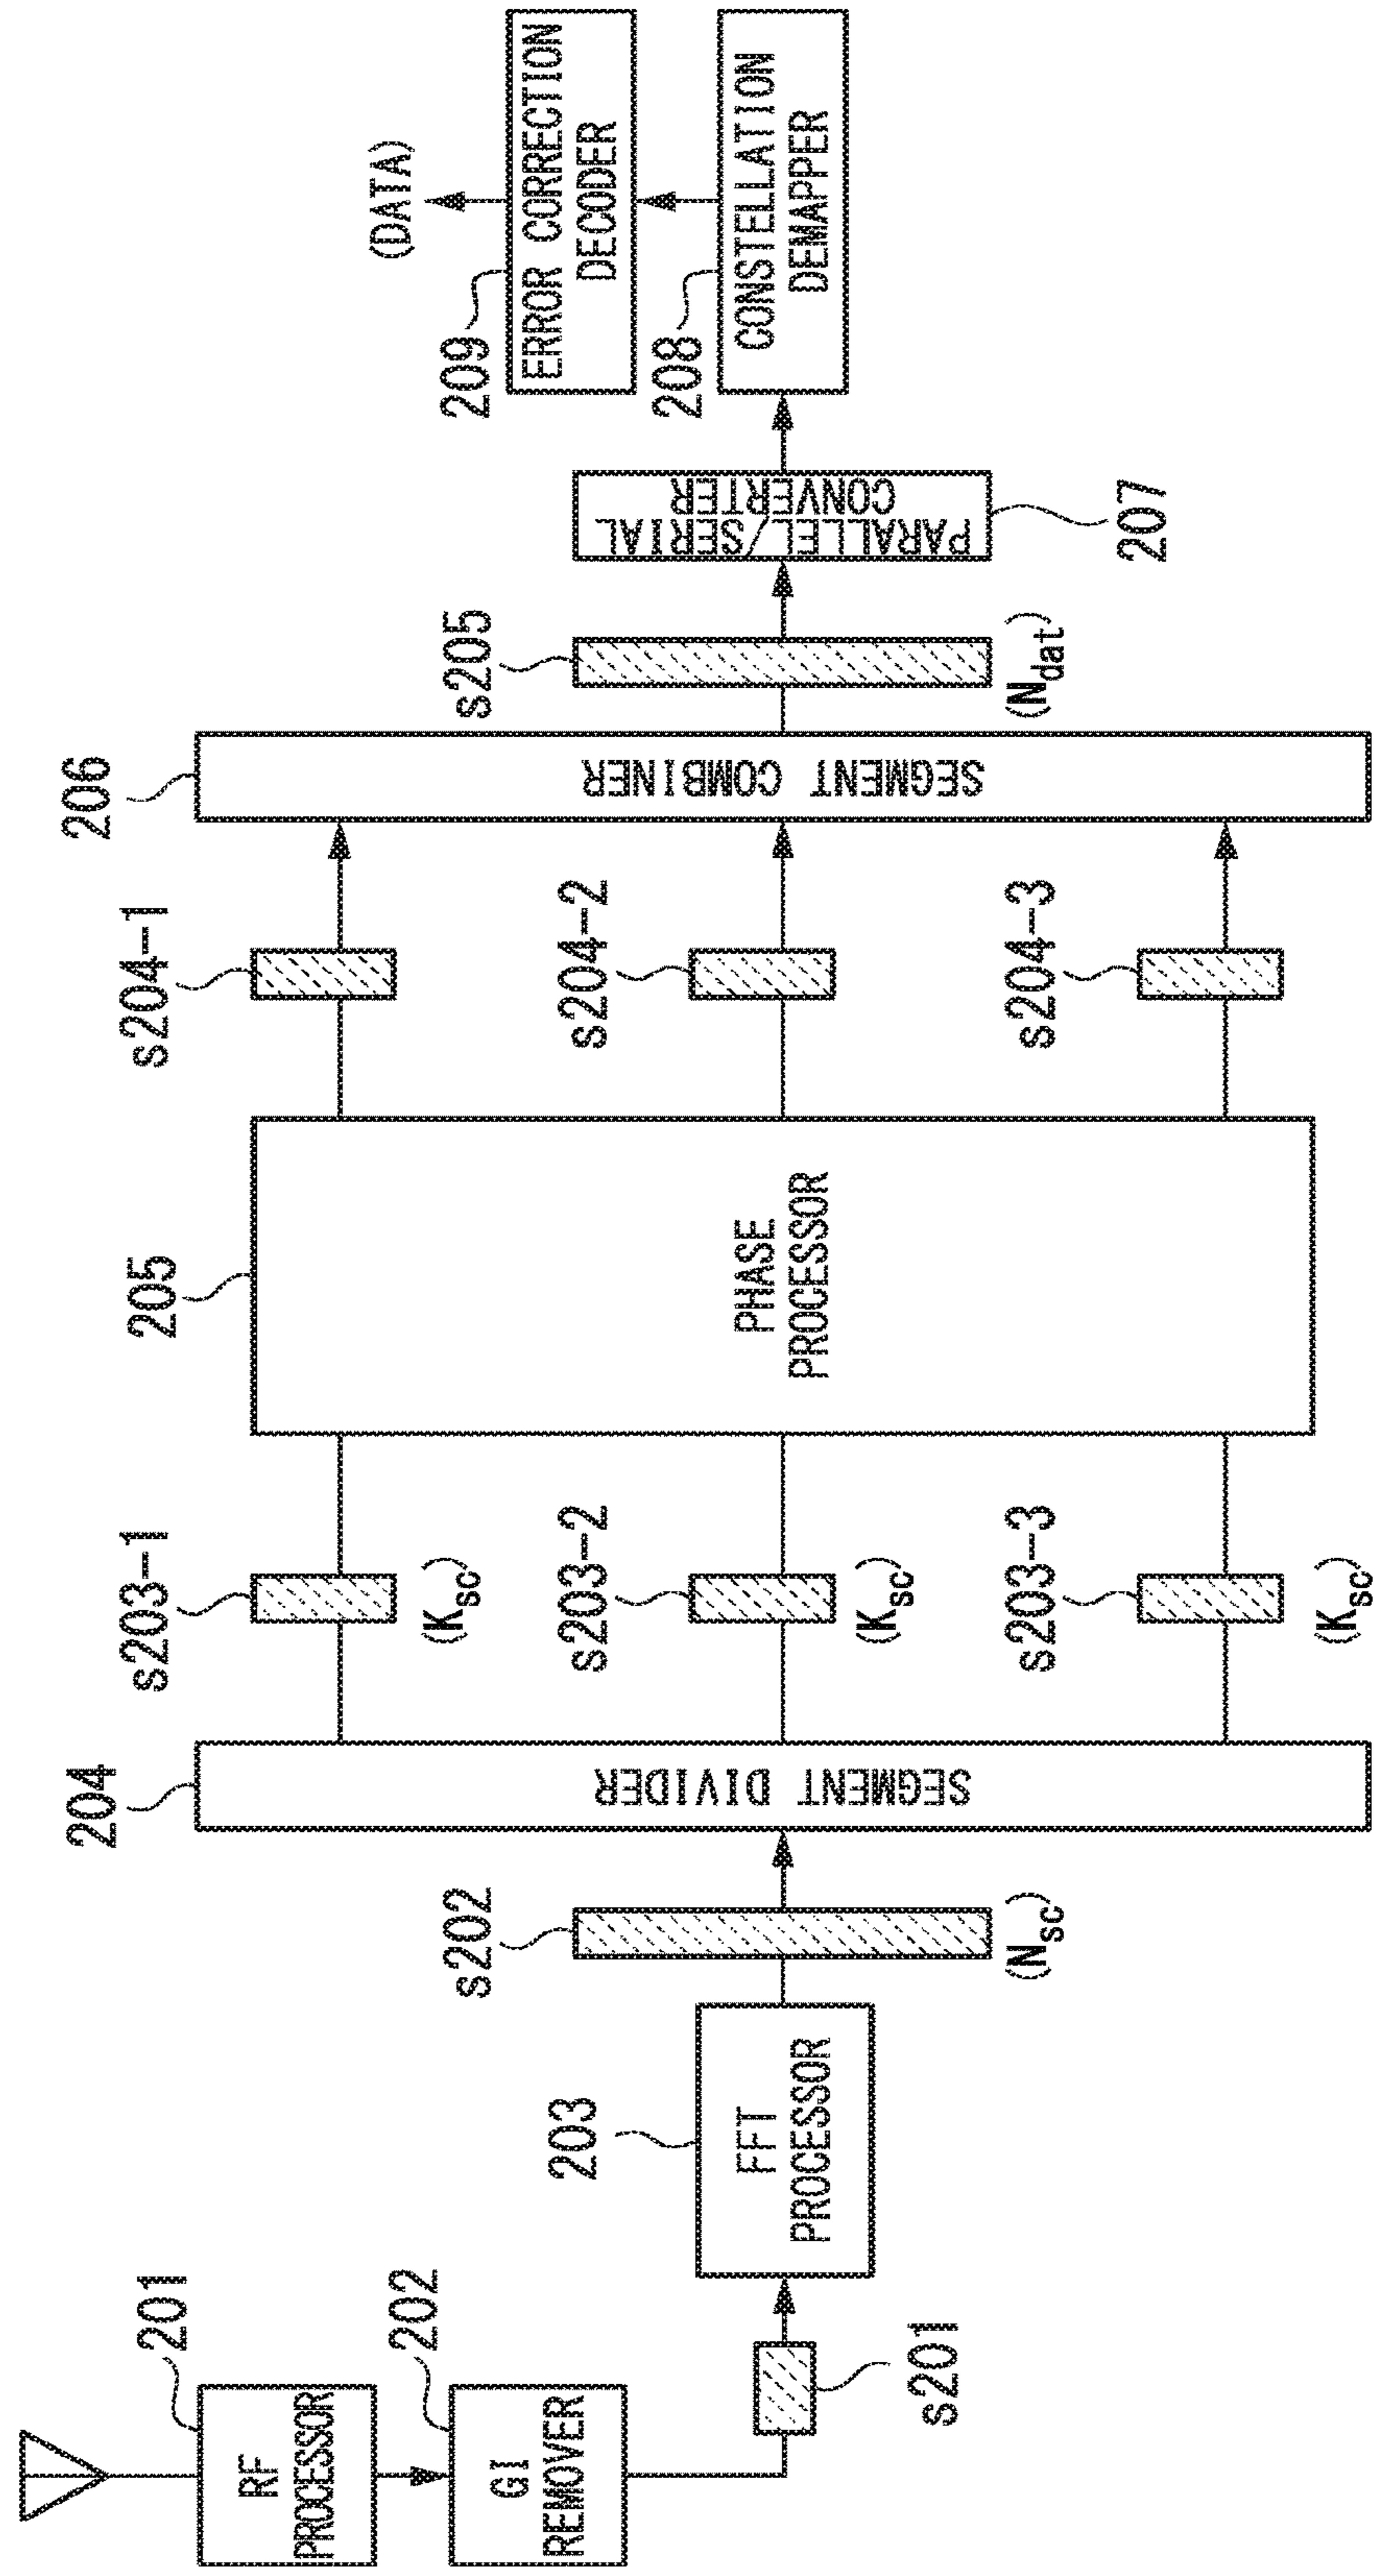 201
RF
PROCESSOR
202
GI
REMOVER
s201
203
FFT
PROCESSOR
s202
(Nsc)
204
SEGMENT DIVIDER
s203-1
(Ksc)
s203-2
(Ksc)
s203-3
(Ksc)
205
PHASE
PROCESSOR
s204-1
s204-2
s204-3
206
SEGMENT COMBINER
s205
(Ndat)
PARALLEL/SERIAL
CONVERTER
207
208
CONSTELLATION
DEMAPPER
209
ERROR CORRECTION
DECODER
(DATA)